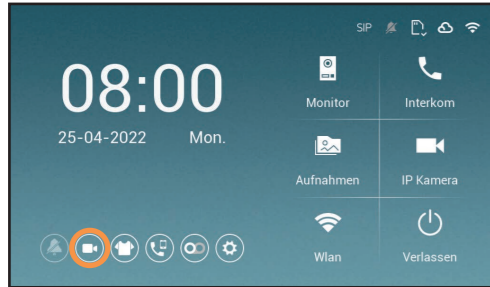 SIP
08:00
25-04-2022 Mon.
Monitor Interkom
Aufnahmen IP Kamera
Wlan Verlassen